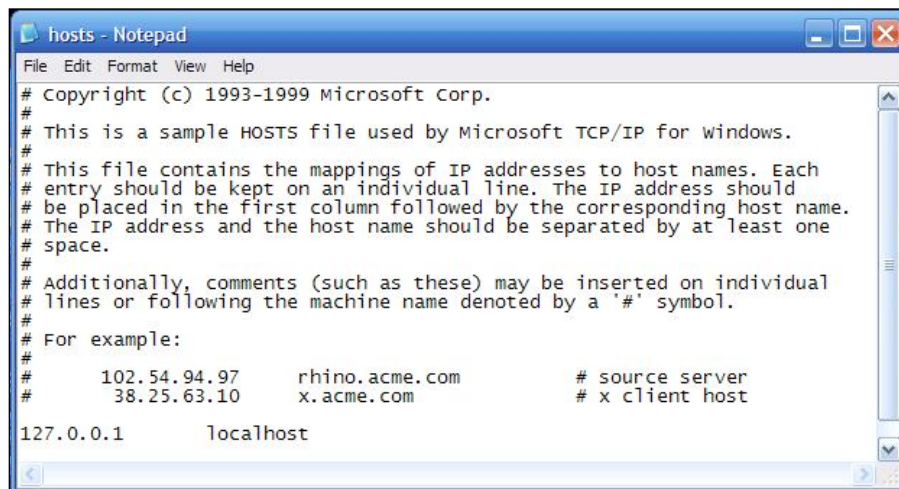 hosts - Notepad
File Edit Format View Help
# Copyright (c) 1993-1999 Microsoft Corp.
#
# This is a sample HOSTS file used by Microsoft TCP/IP for Windows.
#
# This file contains the mappings of IP addresses to host names. Each
# entry should be kept on an individual line. The IP address should
# be placed in the first column followed by the corresponding host name.
# The IP address and the host name should be separated by at least one
# space.
#
# Additionally, comments (such as these) may be inserted on individual
# lines or following the machine name denoted by a '#' symbol.
#
# For example:
#
#      102.54.94.97     rhino.acme.com          # source server
#       38.25.63.10     x.acme.com              # x client host
127.0.0.1       localhost